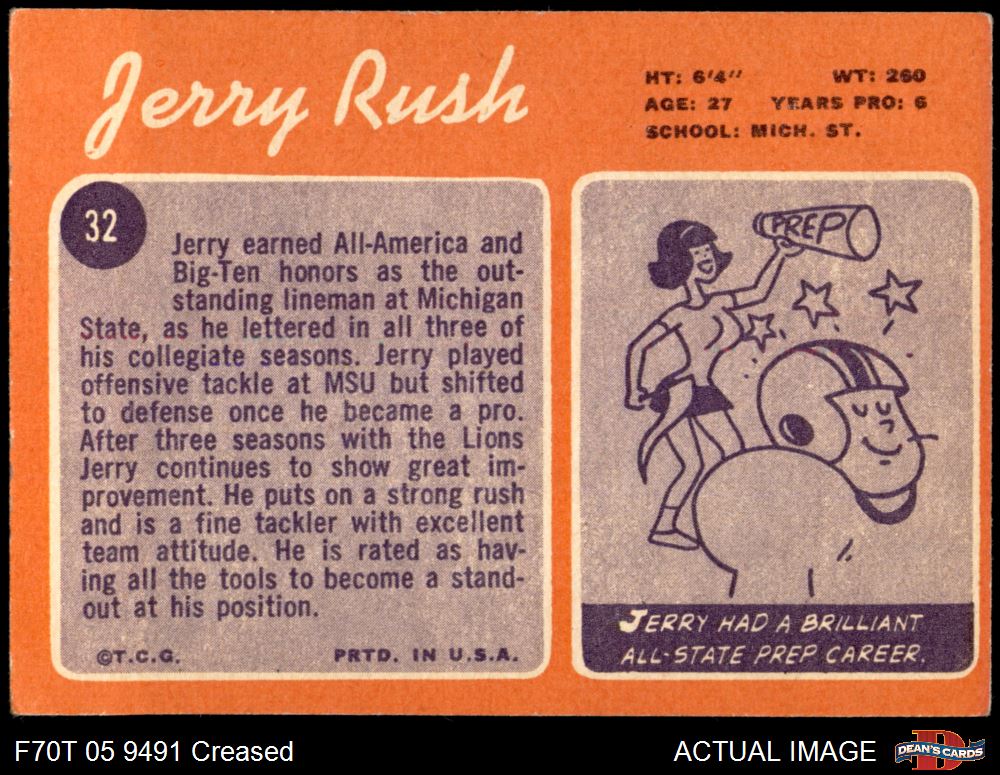 Jerry Rush
HT: 6'4" WT: 260
AGE: 27 YEARS PRO: 6
SCHOOL: MICH. ST.
32
Jerry earned All-America and
Big-Ten honors as the out-
standing lineman at Michigan
State, as he lettered in all three of
his collegiate seasons. Jerry played
offensive tackle at MSU but shifted
to defense once he became a pro.
After three seasons with the Lions
Jerry continues to show great im-
provement. He puts on a strong rush
and is a fine tackler with excellent
team attitude. He is rated as hav-
ing all the tools to become a stand-
out at his position.
©T.C.G. PRTD. IN U.S.A.
PREP
JERRY HAD A BRILLIANT
ALL-STATE PREP CAREER.
F70T 05 9491 Creased
ACTUAL IMAGE
DEAN'S CARDS